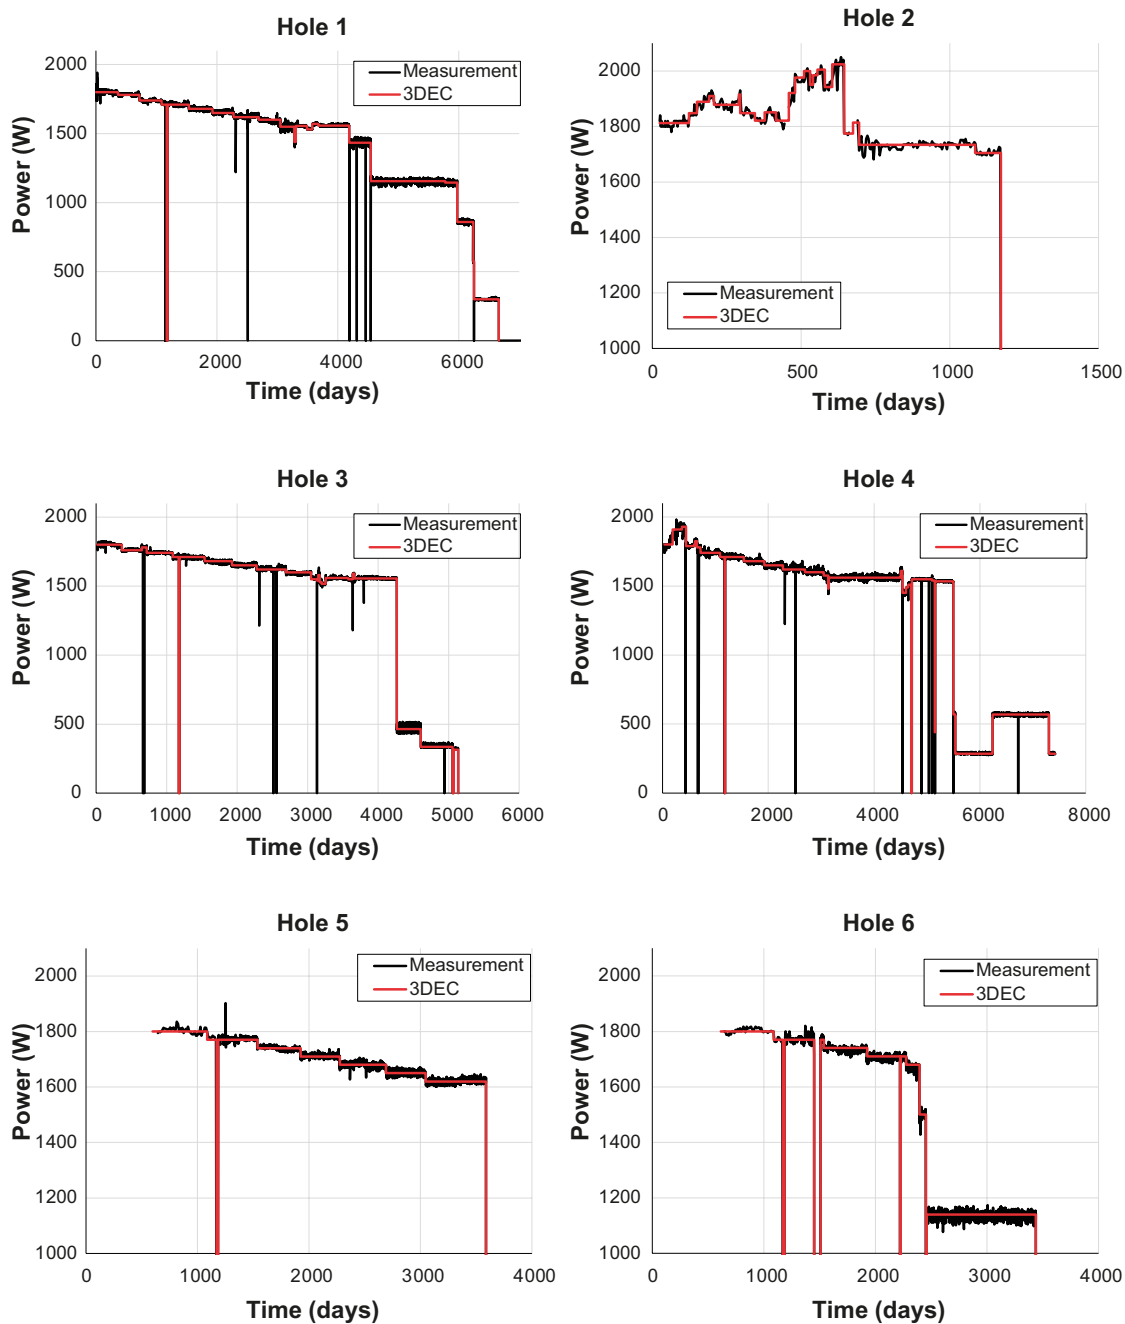 Hole 1
Power (W)
2000
1500
1000
500
0
Measurement
3DEC
0 2000 4000 6000
Time (days)
Hole 2
Power (W)
2000
1800
1600
1400
1200
1000
Measurement
3DEC
0 500 1000 1500
Time (days)
Hole 3
Power (W)
2000
1500
1000
500
0
Measurement
3DEC
0 1000 2000 3000 4000 5000 6000
Time (days)
Hole 4
Power (W)
2000
1500
1000
500
0
Measurement
3DEC
0 2000 4000 6000 8000
Time (days)
Hole 5
Power (W)
2000
1800
1600
1400
1200
1000
Measurement
3DEC
0 1000 2000 3000 4000
Time (days)
Hole 6
Power (W)
2000
1800
1600
1400
1200
1000
Measurement
3DEC
0 1000 2000 3000 4000
Time (days)